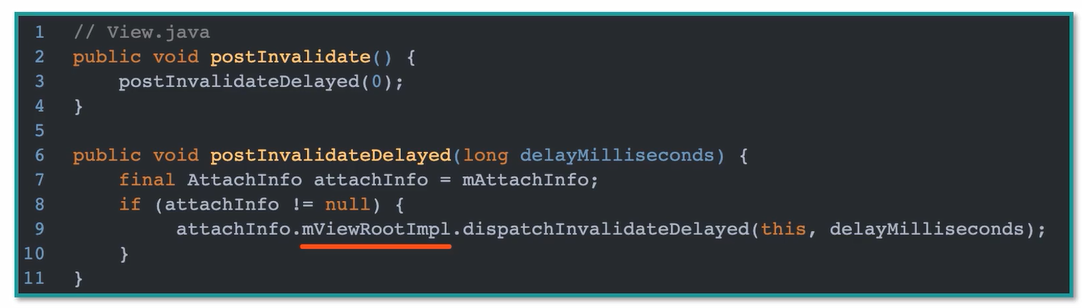 1 // View.java
2 public void postInvalidate() {
3     postInvalidateDelayed(0);
4 }
5
6 public void postInvalidateDelayed(long delayMilliseconds) {
7     final AttachInfo attachInfo = mAttachInfo;
8     if (attachInfo != null) {
9          attachInfo.mViewRootImpl.dispatchInvalidateDelayed(this, delayMilliseconds);
10     }
11 }